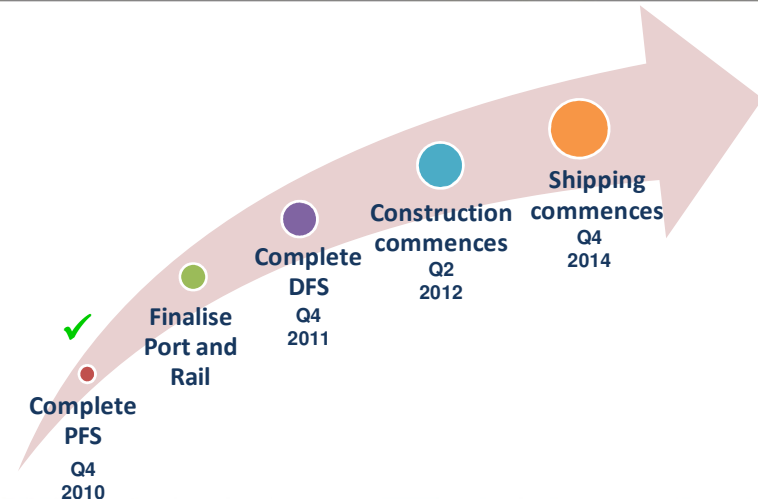 Complete
PFS
Q4
2010
Finalise
Port and
Rail
Complete
DFS
Q4
2011
Construction
commences
Q2
2012
Shipping
commences
Q4
2014